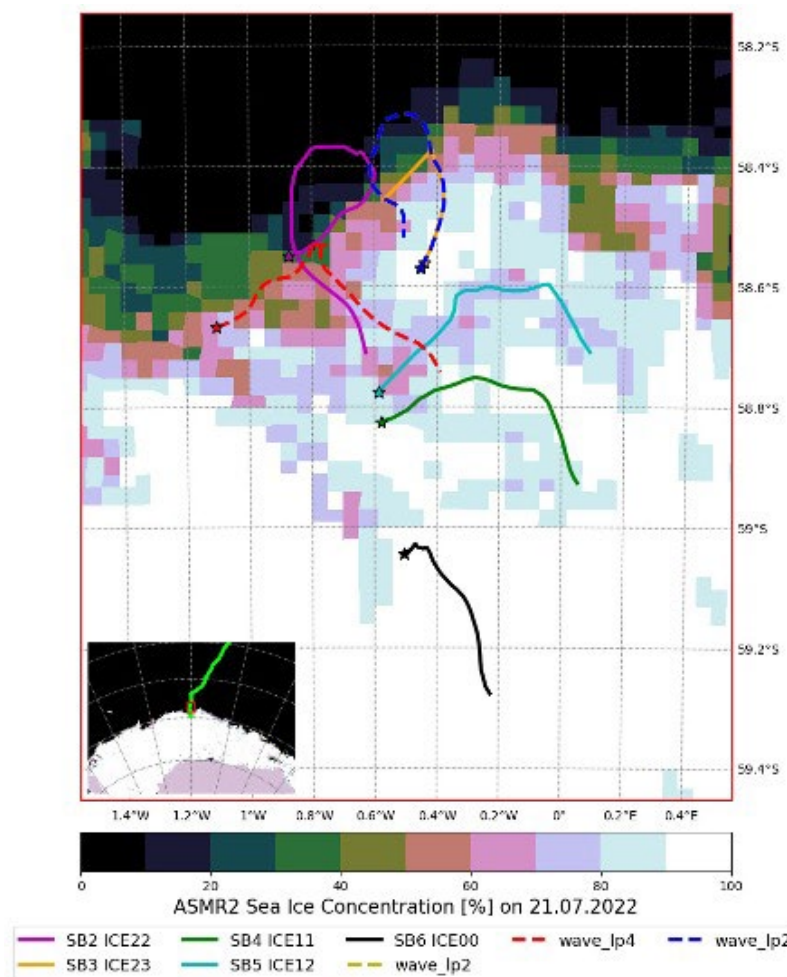 58.2°S
58.4°S
58.6°S
58.8°S
59°S
59.2°S
59.4°S
1.4°W 1.2°W 1°W 0.8°W 0.6°W 0.4°W 0.2°W 0° 0.2°E 0.4°E
0 20 40 60 80 100
ASMR2 Sea Ice Concentration [%] on 21.07.2022
SB2 ICE22 SB4 ICE11 SB6 ICE00 wave_lp4 wave_lp2
SB3 ICE23 SB5 ICE12 wave_lp2